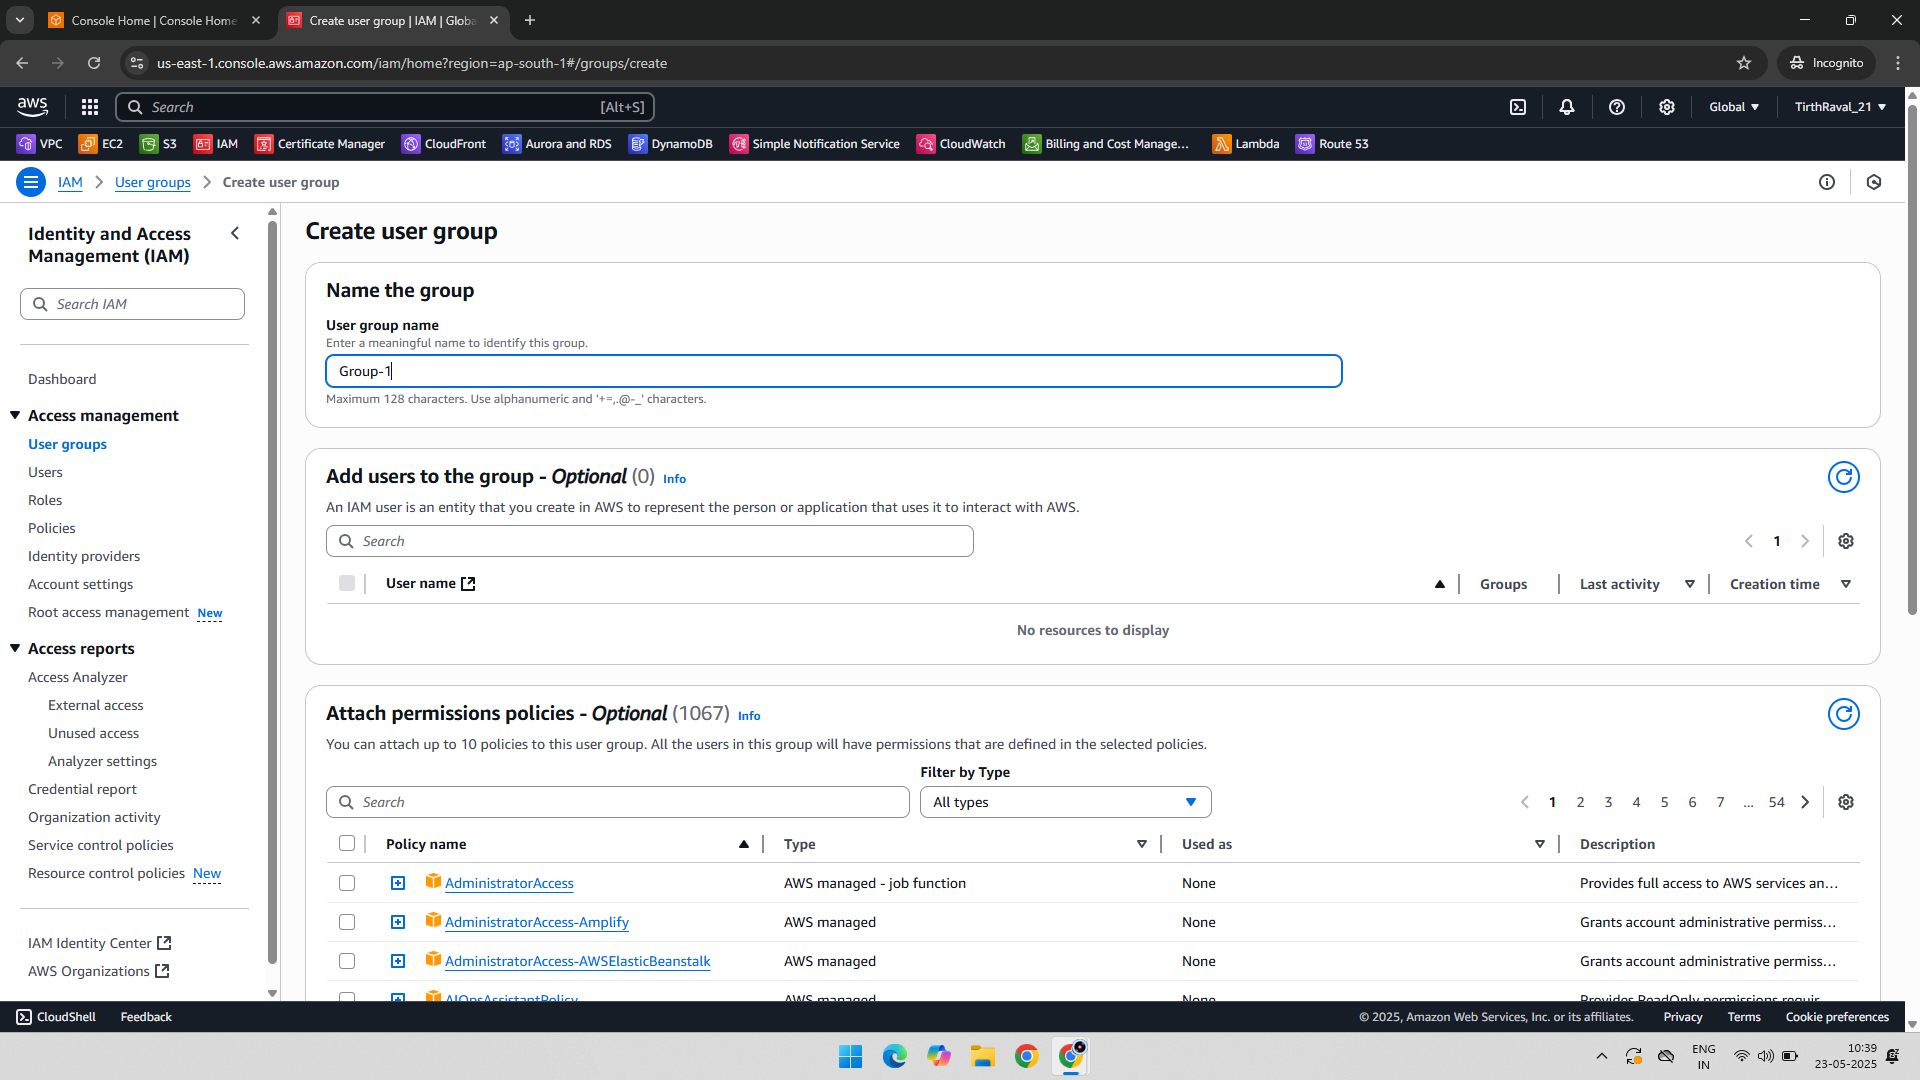 Console Home | Console Home
Create user group | IAM | Globa
us-east-1.console.aws.amazon.com/iam/home?region=ap-south-1#/groups/create
Incognito
aws
Search
[Alt+S]
Global
TirthRaval_21
VPC
EC2
S3
IAM
Certificate Manager
CloudFront
Aurora and RDS
DynamoDB
Simple Notification Service
CloudWatch
Billing and Cost Manage...
Lambda
Route 53
IAM
User groups
Create user group
Identity and Access
Management (IAM)
Search IAM
Dashboard
Access management
User groups
Users
Roles
Policies
Identity providers
Account settings
Root access management New
Access reports
Access Analyzer
External access
Unused access
Analyzer settings
Credential report
Organization activity
Service control policies
Resource control policies New
IAM Identity Center
AWS Organizations
Create user group
Name the group
User group name
Enter a meaningful name to identify this group.
Group-1
Maximum 128 characters. Use alphanumeric and '+=,.@-_' characters.
Add users to the group - Optional (0) Info
An IAM user is an entity that you create in AWS to represent the person or application that uses it to interact with AWS.
Search
1
User name
Groups
Last activity
Creation time
No resources to display
Attach permissions policies - Optional (1067) Info
You can attach up to 10 policies to this user group. All the users in this group will have permissions that are defined in the selected policies.
Filter by Type
Search
All types
1 2 3 4 5 6 7 ... 54
Policy name
Type
Used as
Description
AdministratorAccess
AWS managed - job function
None
Provides full access to AWS services an...
AdministratorAccess-Amplify
AWS managed
None
Grants account administrative permiss...
AdministratorAccess-AWSElasticBeanstalk
AWS managed
None
Grants account administrative permiss...
AIOpsAssistantPolicy
AWS managed
None
Provides ReadOnly permissions requir...
CloudShell
Feedback
© 2025, Amazon Web Services, Inc. or its affiliates.
Privacy
Terms
Cookie preferences
ENG
IN
10:39
23-05-2025